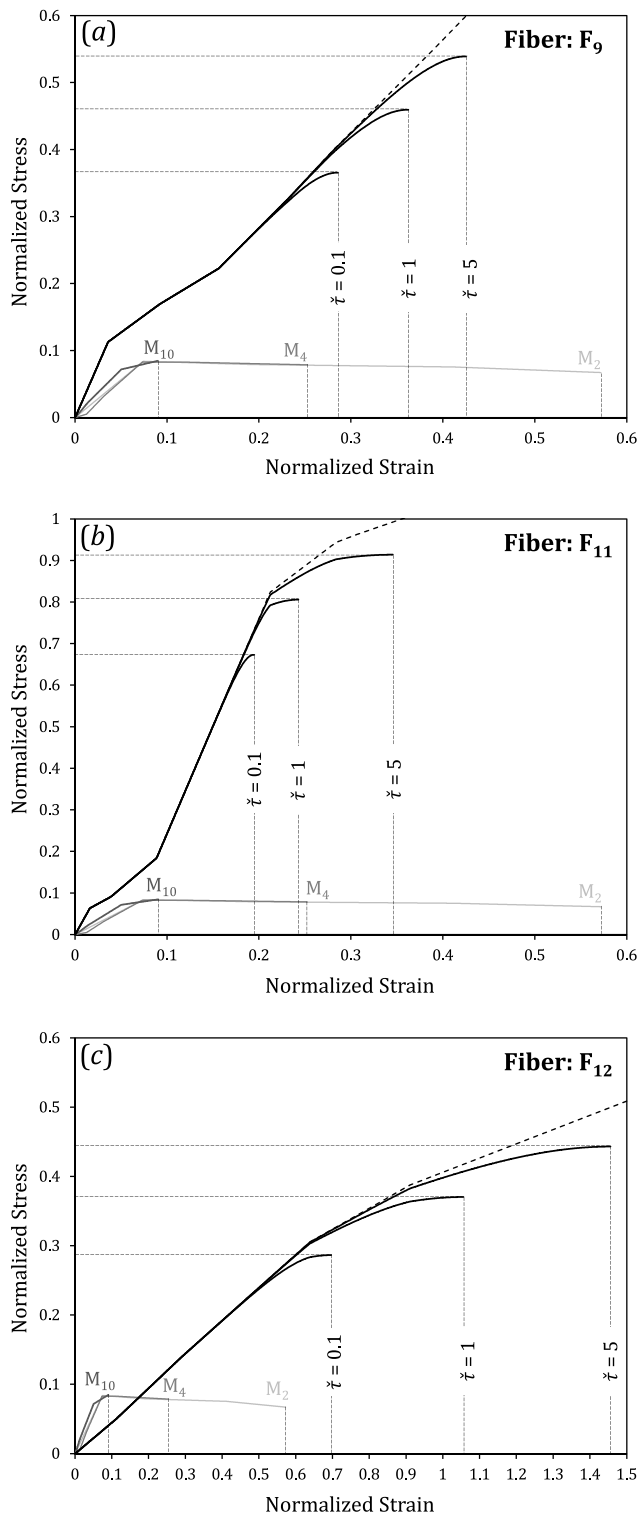 (a)
Fiber: F₉
0.6
0.5
0.4
0.3
0.2
0.1
0
Normalized Stress
τ̌ = 0.1
τ̌ = 1
τ̌ = 5
M₁₀
M₄
M₂
0 0.1 0.2 0.3 0.4 0.5 0.6
Normalized Strain
(b)
Fiber: F₁₁
1
0.9
0.8
0.7
0.6
0.5
0.4
0.3
0.2
0.1
0
Normalized Stress
τ̌ = 0.1
τ̌ = 1
τ̌ = 5
M₁₀
M₄
M₂
0 0.1 0.2 0.3 0.4 0.5 0.6
Normalized Strain
(c)
Fiber: F₁₂
0.6
0.5
0.4
0.3
0.2
0.1
0
Normalized Stress
τ̌ = 0.1
τ̌ = 1
τ̌ = 5
M₁₀
M₄
M₂
0 0.1 0.2 0.3 0.4 0.5 0.6 0.7 0.8 0.9 1 1.1 1.2 1.3 1.4 1.5
Normalized Strain